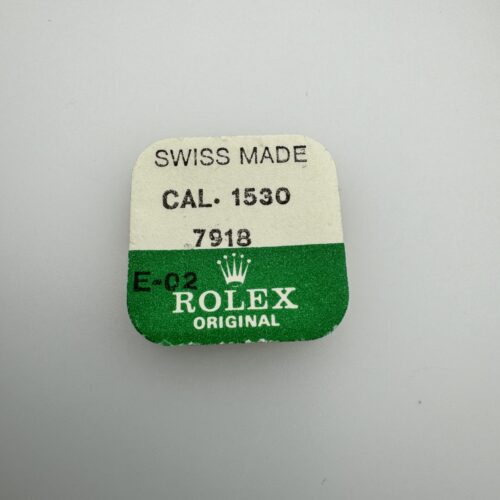 SWISS MADE
CAL. 1530
7918
E-02
ROLEX
ORIGINAL